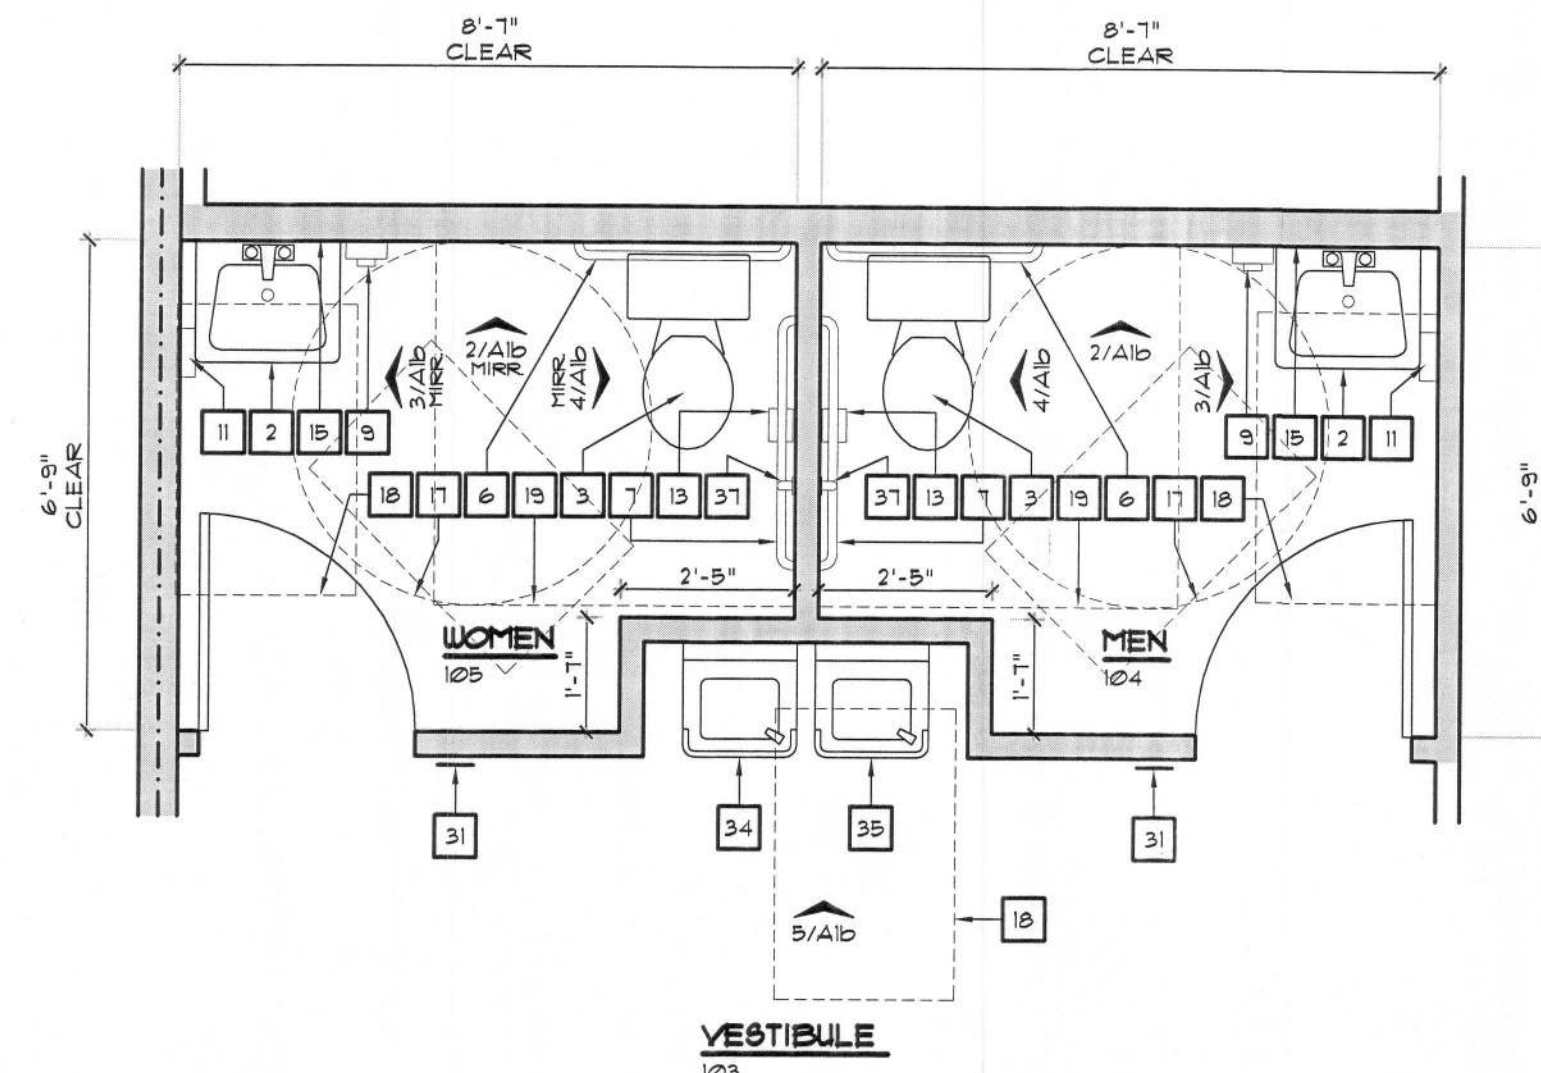 8'-7"
CLEAR
8'-7"
CLEAR
6'-9"
CLEAR
6'-9"
3/A1b
MIRR
2/A1b
MIRR
MIRR
4/A1b
4/A1b
2/A1b
3/A1b
11 2 15 9
9 15 2 11
18 17 6 19 3 7 13 37
37 13 7 3 19 6 17 18
2'-5"
2'-5"
WOMEN
105
1'-7"
1'-7"
MEN
104
31
34
35
31
5/A1b
18
VESTIBULE
103